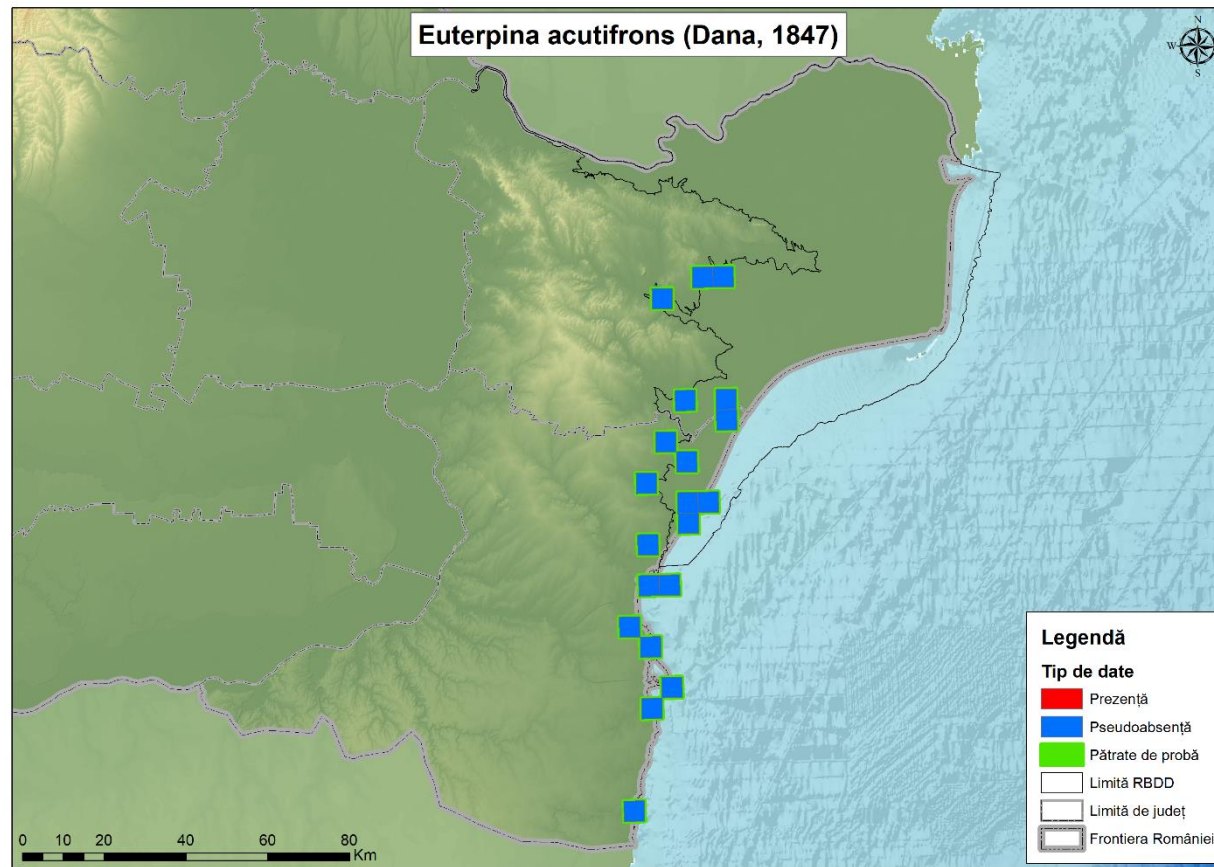 Euterpina acutifrons (Dana, 1847)
N
W
S
Legendă
Tip de date
Prezență
Pseudoabsență
Pătrate de probă
Limită RBDD
Limită de județ
Frontiera României
0 10 20 40 60 80
Km